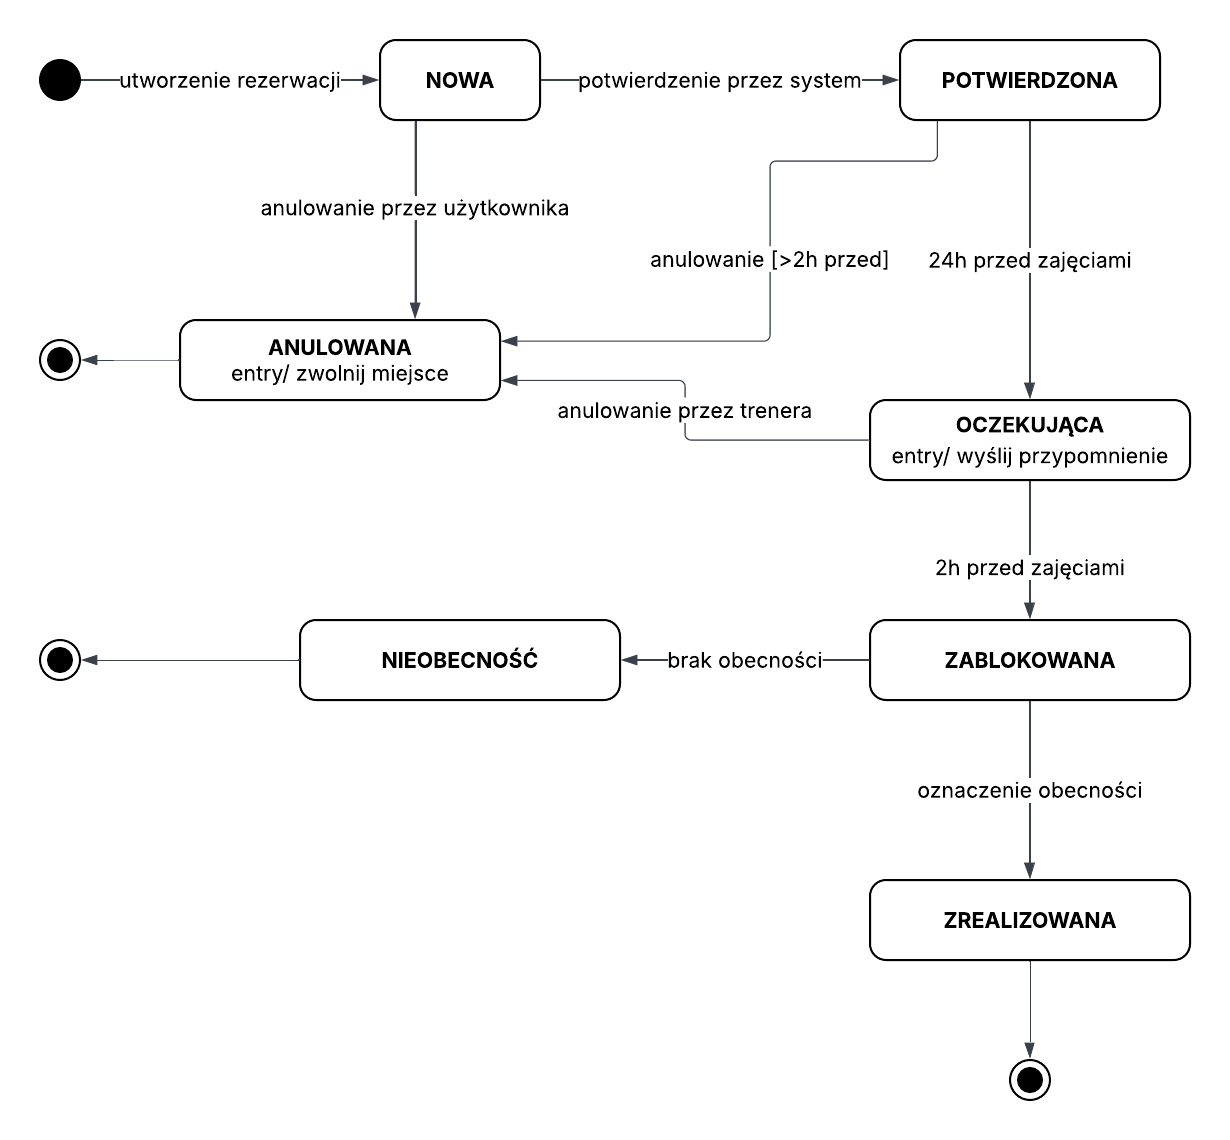 utworzenie rezerwacji
NOWA
potwierdzenie przez system
POTWIERDZONA
anulowanie przez użytkownika
anulowanie [>2h przed]
24h przed zajęciami
ANULOWANA
entry/ zwolnij miejsce
anulowanie przez trenera
OCZEKUJĄCA
entry/ wyślij przypomnienie
2h przed zajęciami
NIEOBECNOŚĆ
brak obecności
ZABLOKOWANA
oznaczenie obecności
ZREALIZOWANA